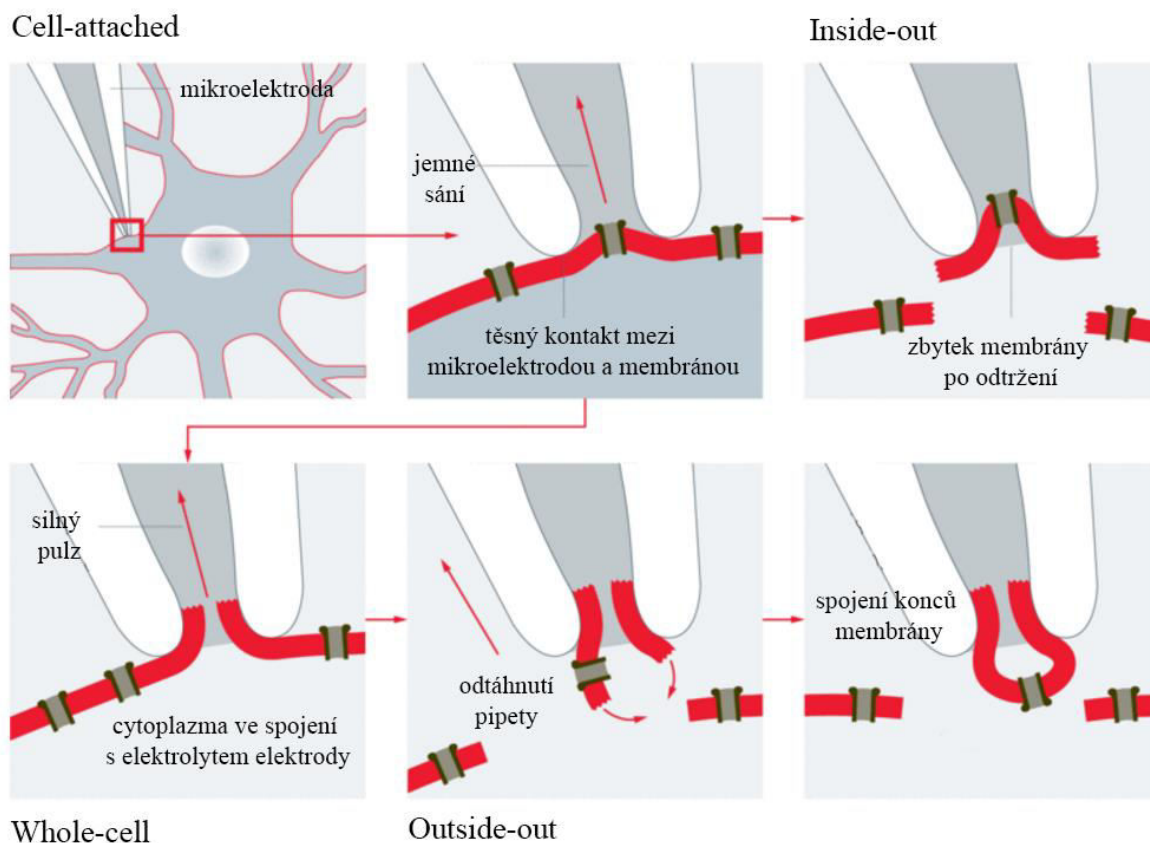 Cell-attached
Inside-out
mikroelektroda
jemné
sání
těsný kontakt mezi
mikroelektrodou a membránou
zbytek membrány
po odtržení
silný
pulz
cytoplazma ve spojení
s elektrolytem elektrody
odtáhnutí
pipety
spojení konců
membrány
Whole-cell
Outside-out